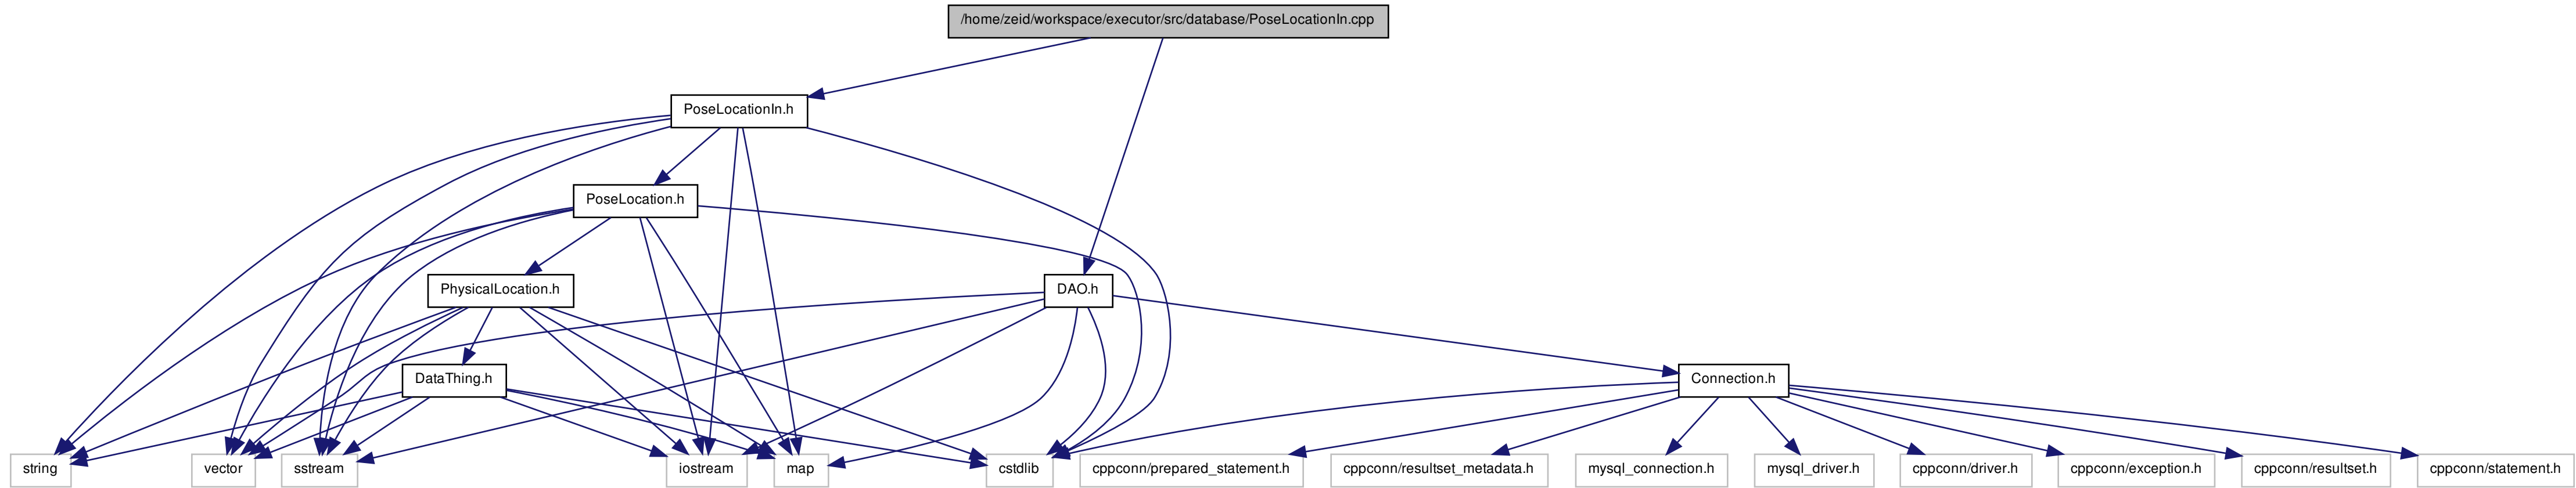 /home/zeid/workspace/executor/src/database/PoseLocationIn.cpp
PoseLocationIn.h
PoseLocation.h
PhysicalLocation.h
DAO.h
DataThing.h
Connection.h
string
vector
sstream
iostream
map
cstdlib
cppconn/prepared_statement.h
cppconn/resultset_metadata.h
mysql_connection.h
mysql_driver.h
cppconn/driver.h
cppconn/exception.h
cppconn/resultset.h
cppconn/statement.h